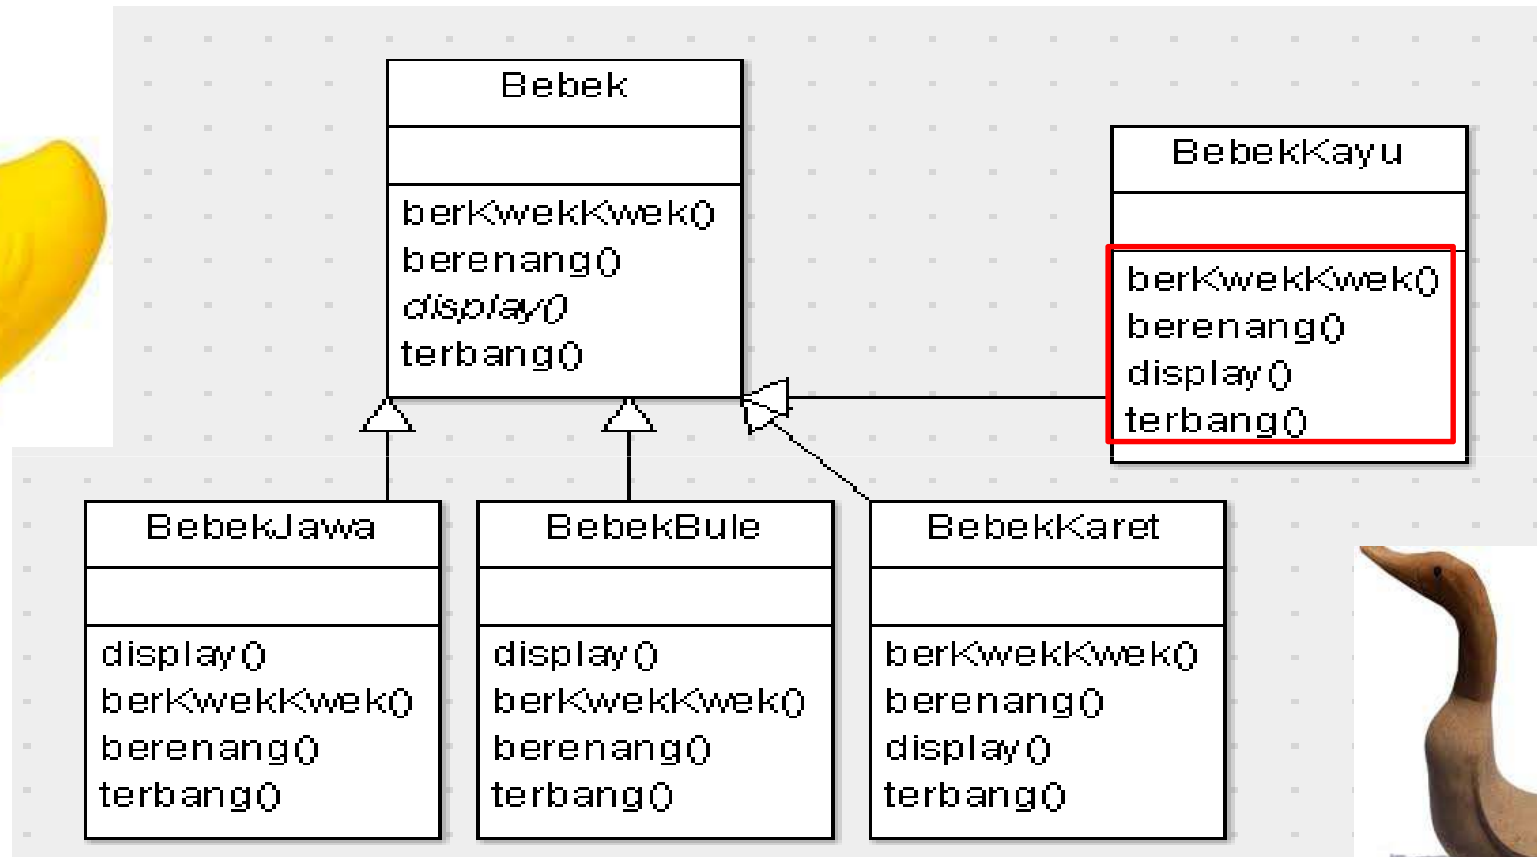 Bebek
berKwekKwek()
berenang()
display()
terbang()
BebekKayu
berKwekKwek()
berenang()
display()
terbang()
BebekJawa
display()
berKwekKwek()
berenang()
terbang()
BebekBule
display()
berKwekKwek()
berenang()
terbang()
BebekKaret
berKwekKwek()
berenang()
display()
terbang()